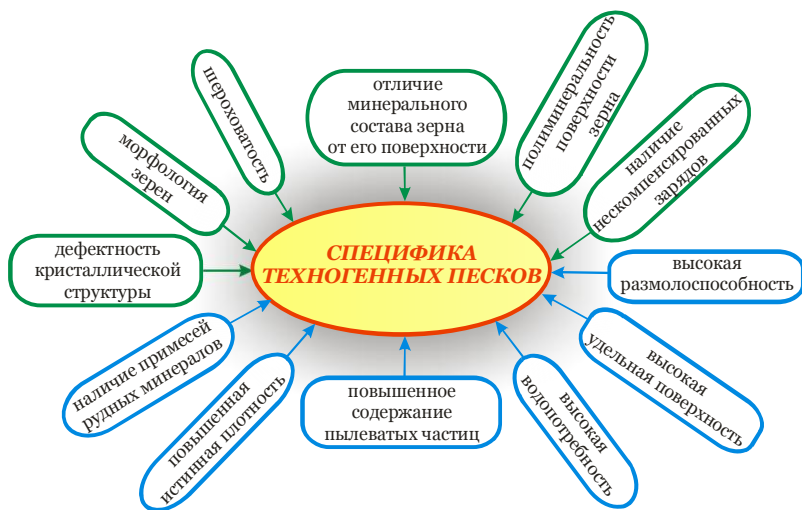 шероховатость
отличие
минерального
состава зерна
от его поверхности
полиминеральность
поверхности
зерна
морфология
зерен
наличие
нескомпенсированных
зарядов
дефектность
кристаллической
структуры
СПЕЦИФИКА
ТЕХНОГЕННЫХ ПЕСКОВ
высокая
размолоспособность
наличие примесей
рудных минералов
повышенная
истинная плотность
повышенное
содержание
пылеватых частиц
высокая
водопотребность
высокая
удельная поверхность